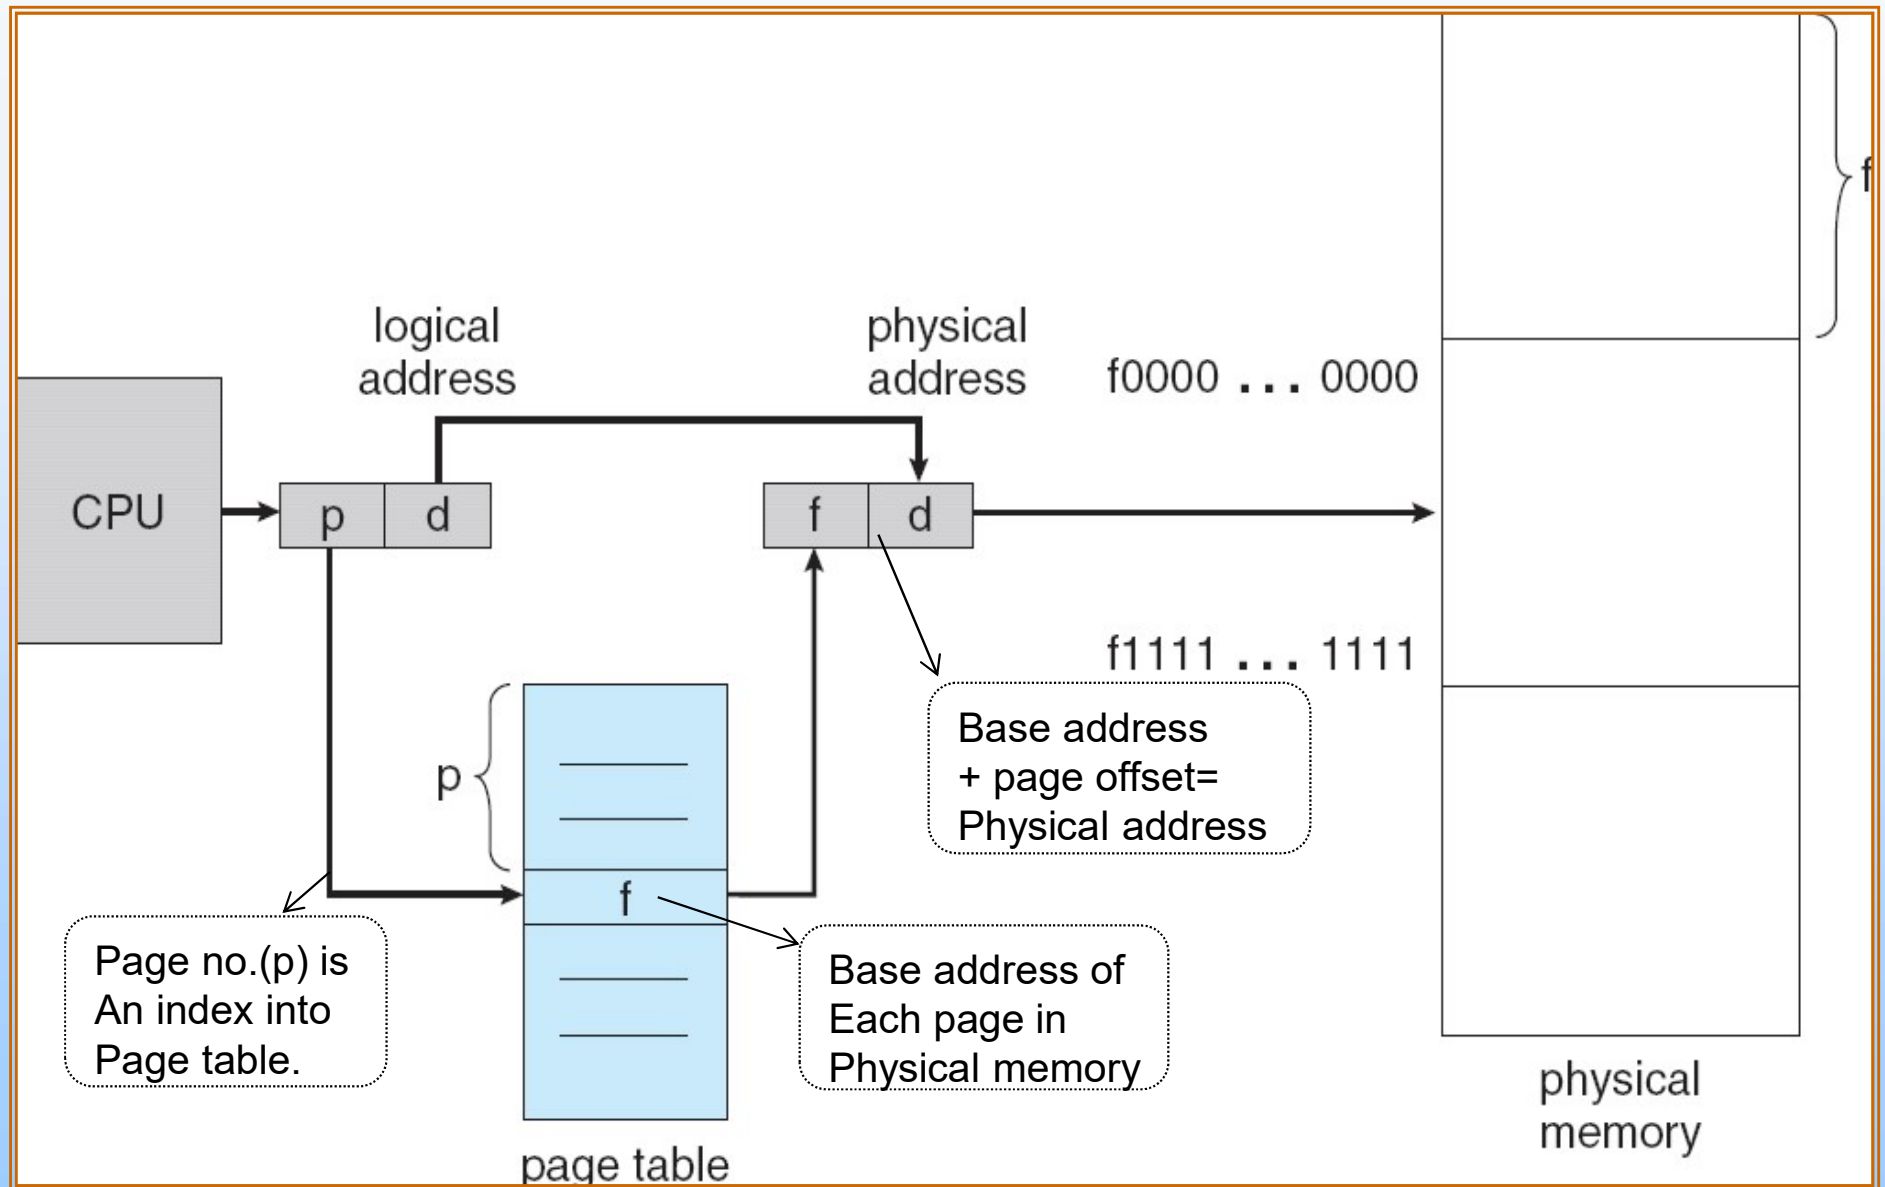 f
logical
address
physical
address
f0000 ... 0000
CPU
p
d
f
d
f1111 ... 1111
Base address
+ page offset=
Physical address
p
f
Page no.(p) is
An index into
Page table.
Base address of
Each page in
Physical memory
physical
memory
page table